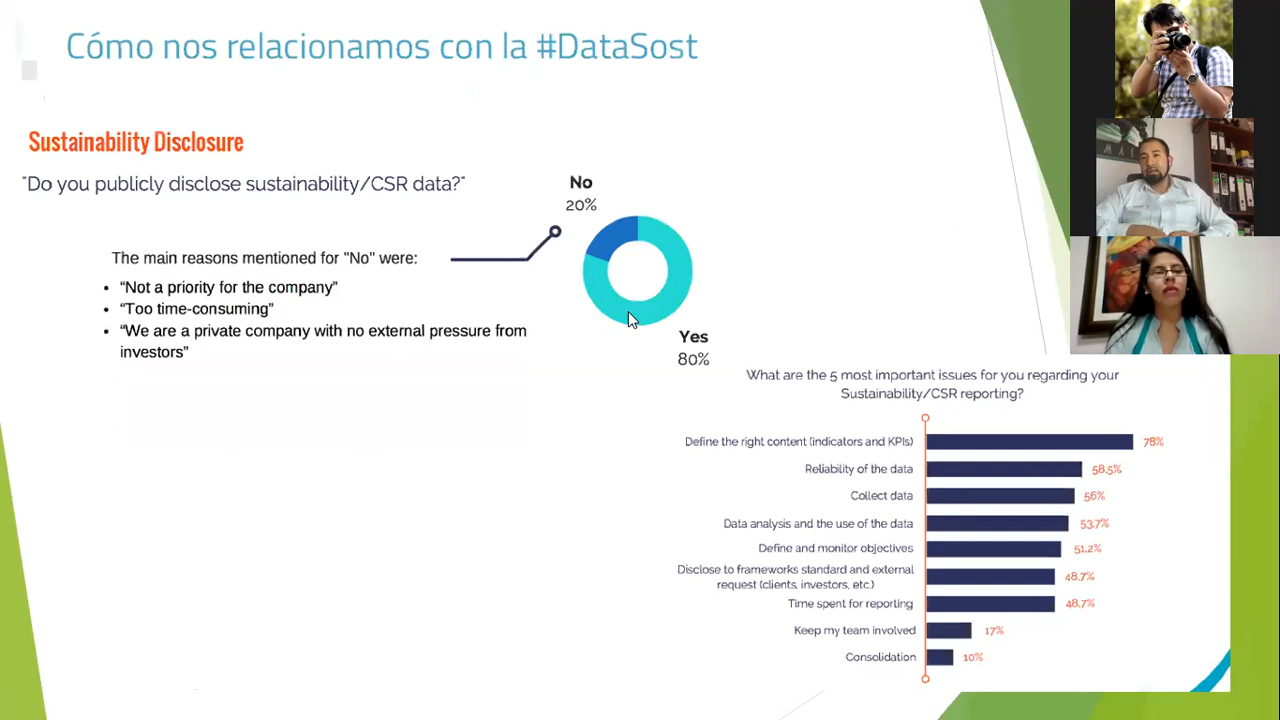 Cómo nos relacionamos con la #DataSost
Sustainability Disclosure
"Do you publicly disclose sustainability/CSR data?"
No
20%
The main reasons mentioned for "No" were:
• “Not a priority for the company”
• “Too time-consuming”
• “We are a private company with no external pressure from
investors”
Yes
80%
What are the 5 most important issues for you regarding your
Sustainability/CSR reporting?
Define the right content (indicators and KPIs) 78%
Reliability of the data 58,5%
Collect data 56%
Data analysis and the use of the data 53,7%
Define and monitor objectives 51,2%
Disclose to frameworks standard and external
request (clients, investors, etc.) 48,7%
Time spent for reporting 48,7%
Keep my team involved 17%
Consolidation 10%